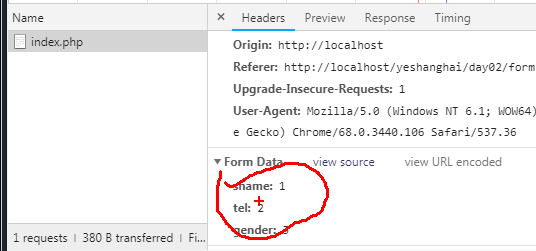 Name
Headers Preview Response Timing
index.php
Origin: http://localhost
Referer: http://localhost/yeshanghai/day02/form
Upgrade-Insecure-Requests: 1
User-Agent: Mozilla/5.0 (Windows NT 6.1; WOW64)
e Gecko) Chrome/68.0.3440.106 Safari/537.36
Form Data view source view URL encoded
sname: 1
tel: 2
gender: 3
1 requests | 380 B transferred | Fi...